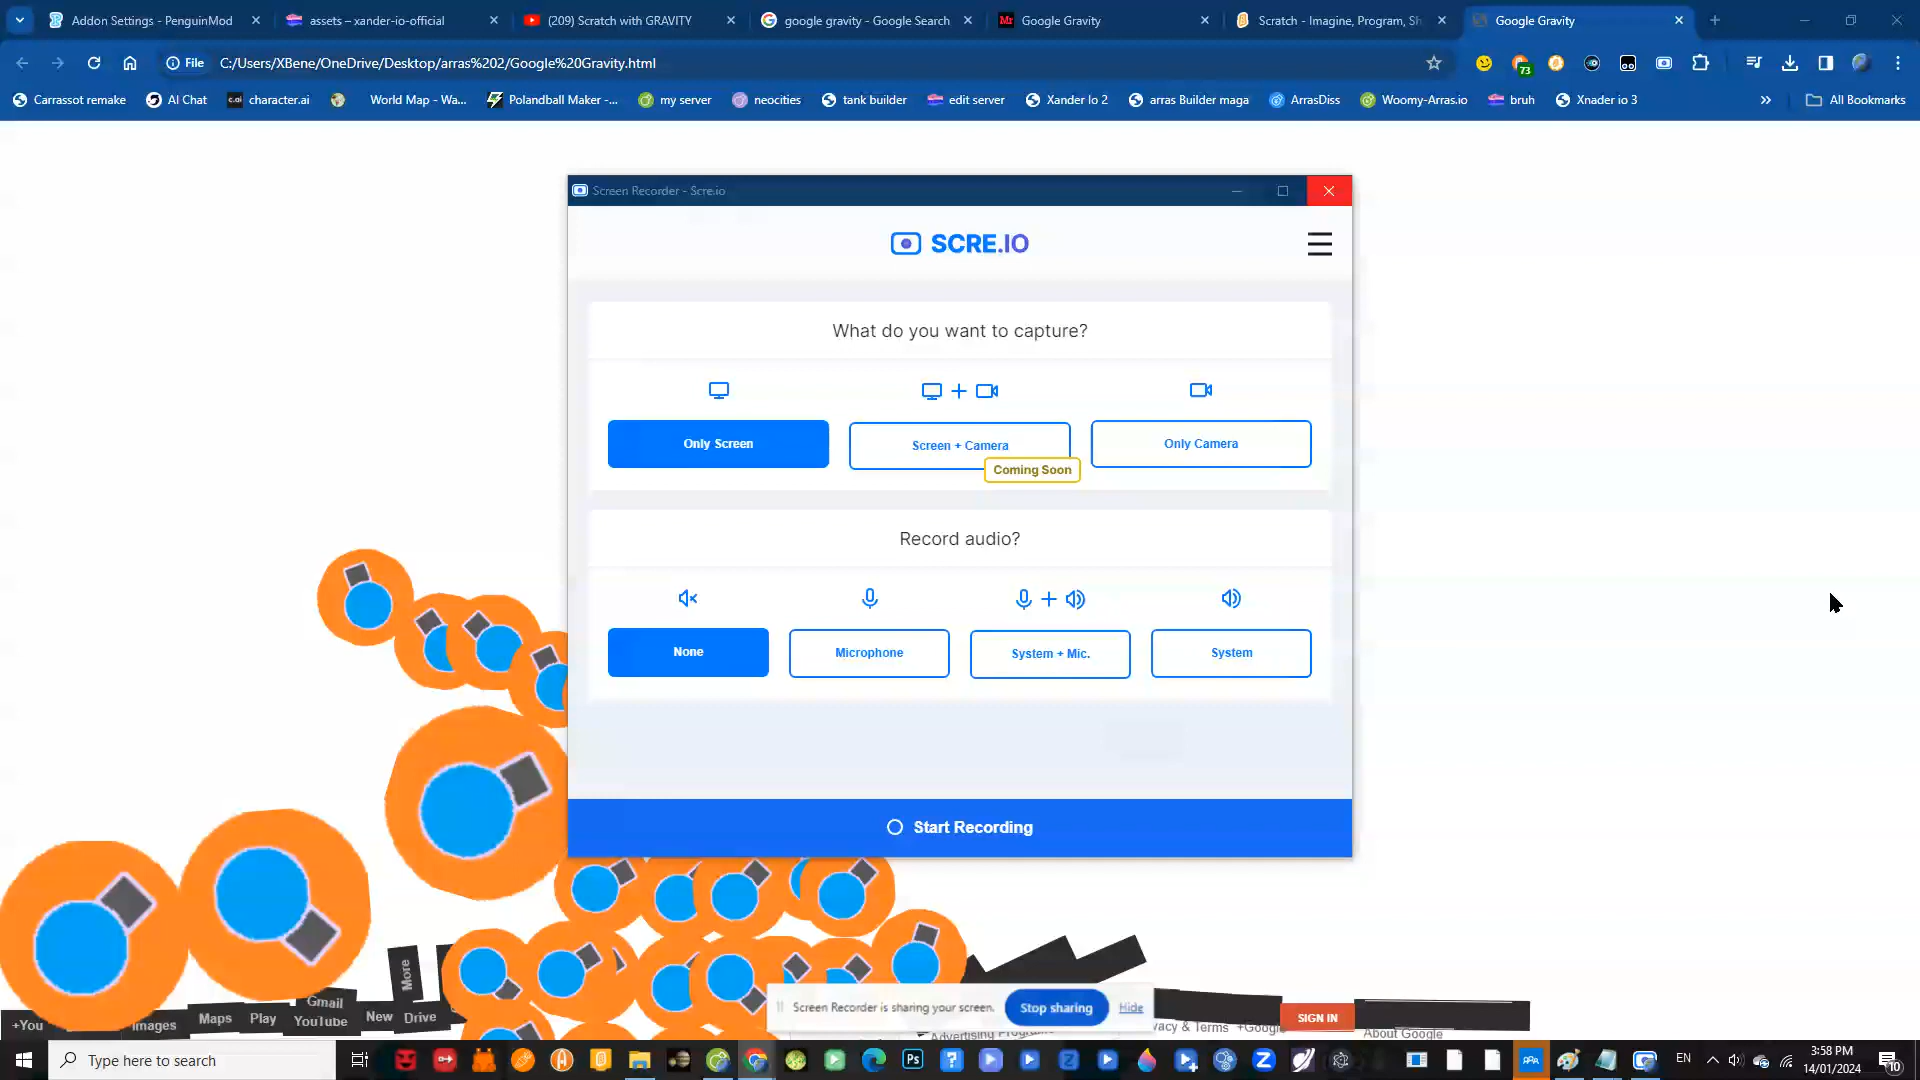 Addon Settings - PenguinMod
assets – xander-io-official
(209) Scratch with GRAVITY
google gravity - Google Search
Google Gravity
Scratch - Imagine, Program, Sh
Google Gravity
File
C:/Users/XBene/OneDrive/Desktop/arras%202/Google%20Gravity.html
73
Carrassot remake
AI Chat
c.ai
character.ai
World Map - Wa...
Polandball Maker -...
my server
neocities
tank builder
edit server
Xander Io 2
arras Builder maga
ArrasDiss
Woomy-Arras.io
bruh
Xnader io 3
All Bookmarks
Screen Recorder - Scre.io
SCRE.IO
What do you want to capture?
Only Screen
Screen + Camera
Only Camera
Coming Soon
Record audio?
None
Microphone
System + Mic.
System
Start Recording
More
Gmail
+You
Images
Maps
Play
YouTube
New
Drive
Screen Recorder is sharing your screen.
Stop sharing
Hide
SIGN IN
vacy & Terms
+Google
About Google
Type here to search
EN
3:58 PM
14/01/2024
10